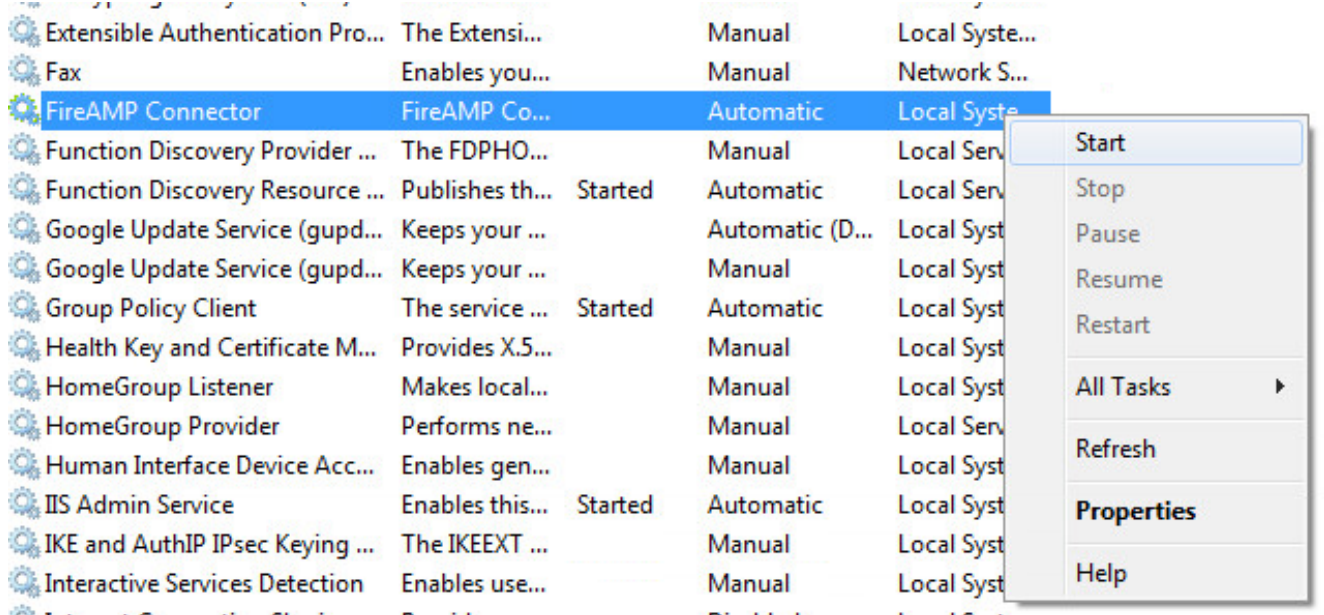 Extensible Authentication Pro... The Extensi... Manual Local Syste...
Fax Enables you... Manual Network S...
FireAMP Connector FireAMP Co... Automatic Local Syste
Function Discovery Provider ... The FDPHO... Manual Local Serv
Function Discovery Resource ... Publishes th... Started Automatic Local Serv
Google Update Service (gupd... Keeps your ... Automatic (D... Local Syst
Google Update Service (gupd... Keeps your ... Manual Local Syst
Group Policy Client The service ... Started Automatic Local Syst
Health Key and Certificate M... Provides X.5... Manual Local Syst
HomeGroup Listener Makes local... Manual Local Syst
HomeGroup Provider Performs ne... Manual Local Serv
Human Interface Device Acc... Enables gen... Manual Local Syst
IIS Admin Service Enables this... Started Automatic Local Syst
IKE and AuthIP IPsec Keying ... The IKEEXT ... Manual Local Syst
Interactive Services Detection Enables use... Manual Local Syst
Start
Stop
Pause
Resume
Restart
All Tasks
Refresh
Properties
Help